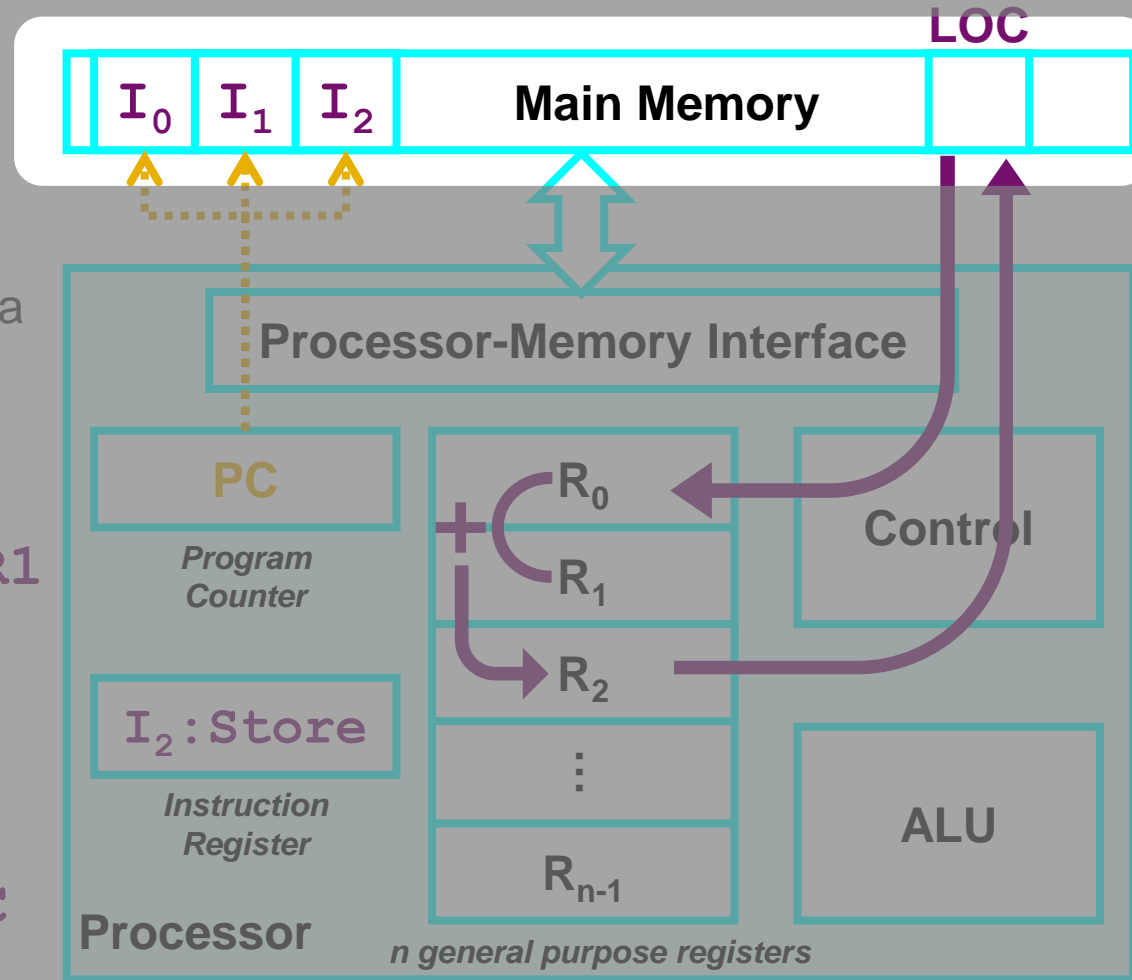 LOC
I₀ I₁ I₂ Main Memory
a
Processor-Memory Interface
PC
R₀
Control
Program
Counter
R1
R₁
R₂
I₂:Store
⋮
Instruction
Register
ALU
Rₙ₋₁
Processor
n general purpose registers
+